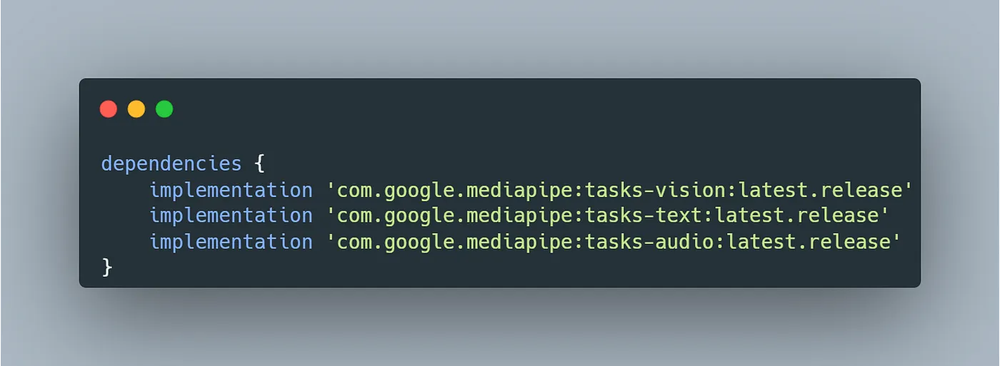 dependencies {
    implementation 'com.google.mediapipe:tasks-vision:latest.release'
    implementation 'com.google.mediapipe:tasks-text:latest.release'
    implementation 'com.google.mediapipe:tasks-audio:latest.release'
}